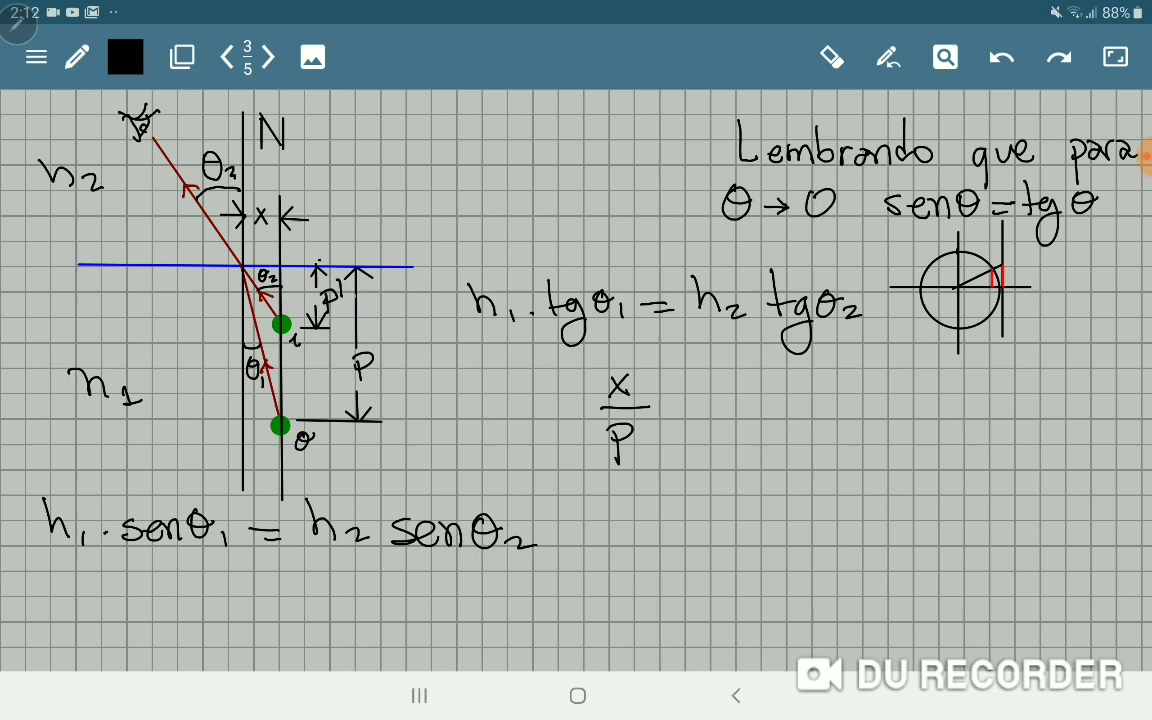 2:12
88%
3
5
N
Lembrando que para
θ → 0 senθ = tgθ
n2
θ2
x
θ2
P'
i
n1.tgθ1 = n2 tgθ2
θ1
P
n1
x
P
o
n1.senθ1 = n2 senθ2
DU RECORDER